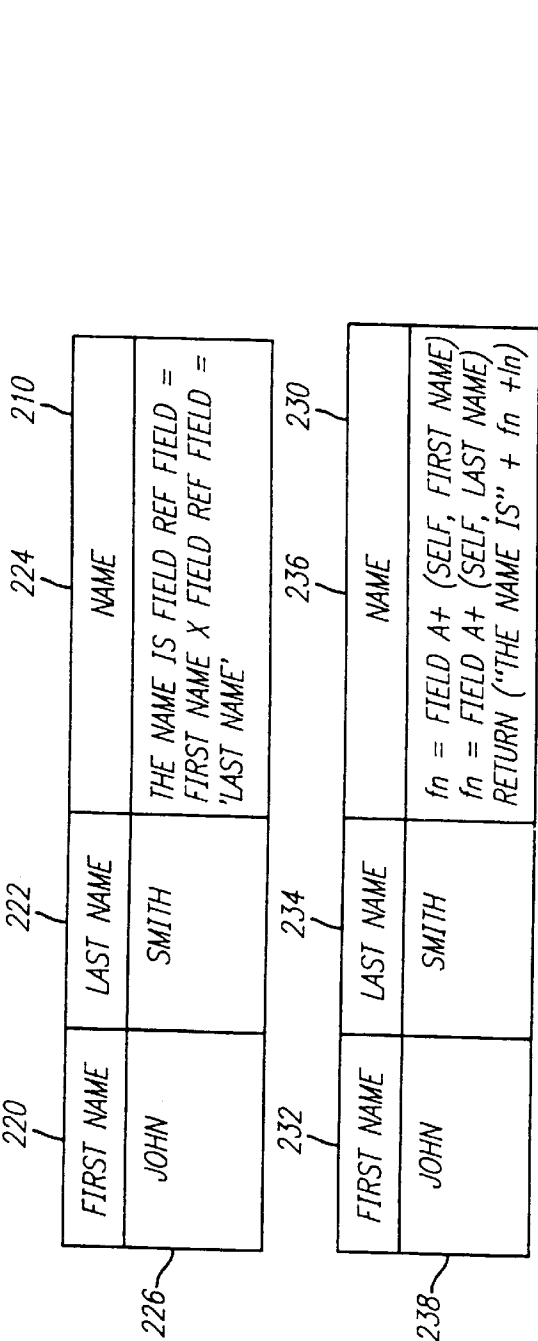 220 222 224 210
FIRST NAME LAST NAME NAME
JOHN SMITH THE NAME IS FIELD REF FIELD =
FIRST NAME X FIELD REF FIELD =
'LAST NAME'
226
232 234 236 230
FIRST NAME LAST NAME NAME
JOHN SMITH fn = FIELD A+ (SELF, FIRST NAME)
fn = FIELD A+ (SELF, LAST NAME)
RETURN ("THE NAME IS" + fn +ln)
238